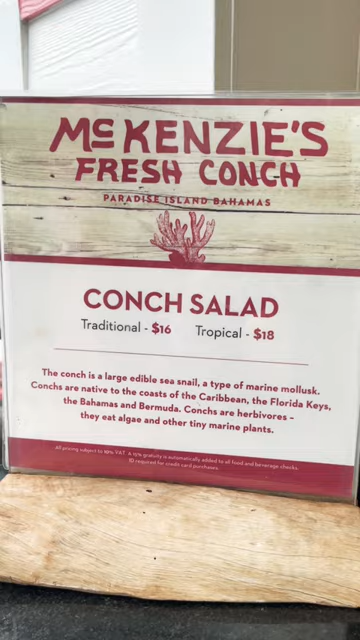 McKENZIE'S
FRESH CONCH
PARADISE ISLAND BAHAMAS
CONCH SALAD
Traditional - $16 Tropical - $18
The conch is a large edible sea snail, a type of marine mollusk.
Conchs are native to the coasts of the Caribbean, the Florida Keys,
the Bahamas and Bermuda. Conchs are herbivores –
they eat algae and other tiny marine plants.
All pricing subject to 10% VAT. A 15% gratuity is automatically added to all food and beverage checks.
ID required for credit card purchases.